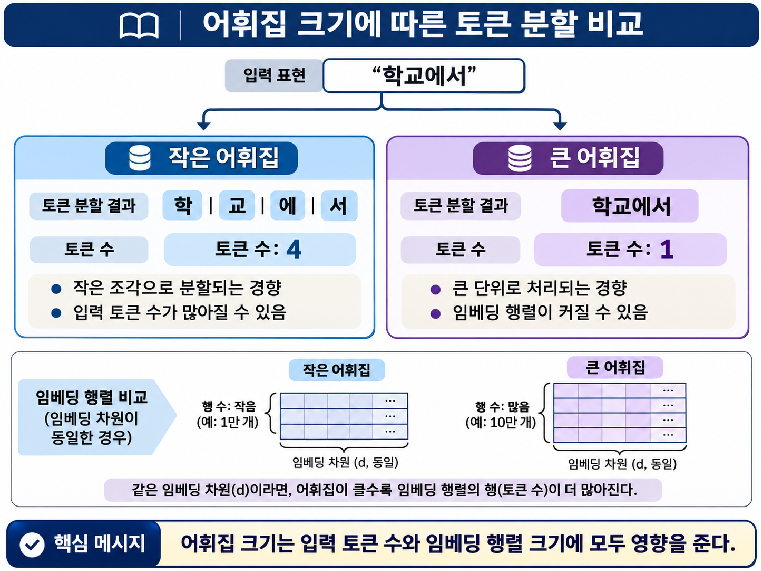 어휘집 크기에 따른 토큰 분할 비교
입력 표현
“학교에서”
작은 어휘집
토큰 분할 결과
학 | 교 | 에 | 서
토큰 수
토큰 수: 4
● 작은 조각으로 분할되는 경향
● 입력 토큰 수가 많아질 수 있음
큰 어휘집
토큰 분할 결과
학교에서
토큰 수
토큰 수: 1
● 큰 단위로 처리되는 경향
● 임베딩 행렬이 커질 수 있음
임베딩 행렬 비교
(임베딩 차원이
동일한 경우)
작은 어휘집
행 수: 작음
(예: 1만 개)
...
...
...
임베딩 차원 (d, 동일)
큰 어휘집
행 수: 많음
(예: 10만 개)
...
...
...
...
임베딩 차원 (d, 동일)
같은 임베딩 차원(d)이라면, 어휘집이 클수록 임베딩 행렬의 행(토큰 수)이 더 많아진다.
핵심 메시지
어휘집 크기는 입력 토큰 수와 임베딩 행렬 크기에 모두 영향을 준다.